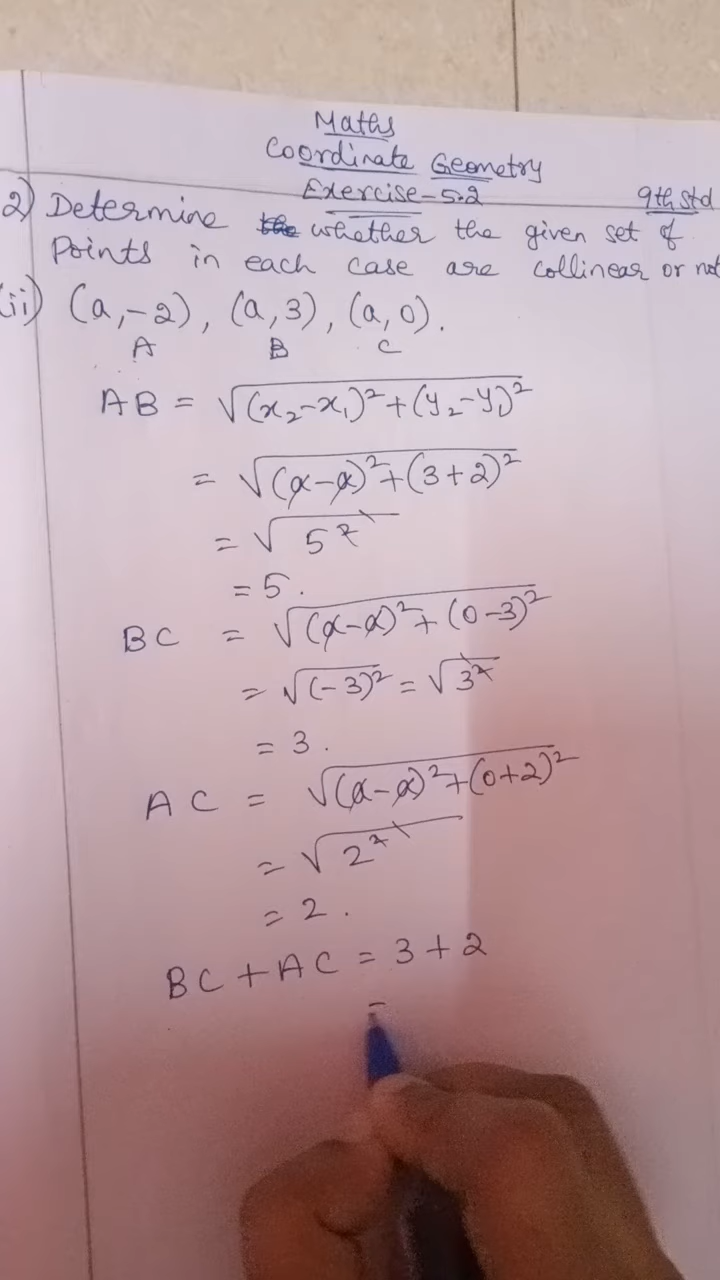 Maths
Coordinate Geometry
Exercise-5.2 9th std
2) Determine the whether the given set of
Points in each case are collinear or not
(ii) (a,-2), (a,3), (a,0).
A B C
AB = √(x₂-x₁)²+(y₂-y₁)²
= √(a-a)²+(3+2)²
= √5²
= 5.
BC = √(a-a)²+(0-3)²
= √(-3)² = √3²
= 3.
AC = √(a-a)²+(0+2)²
= √2²
= 2.
BC+AC = 3+2